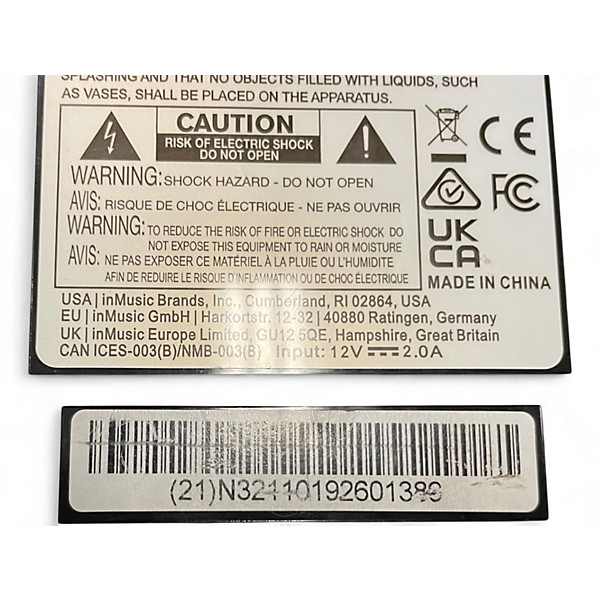 SPLASHING AND THAT NO OBJECTS FILLED WITH LIQUIDS, SUCH
AS VASES, SHALL BE PLACED ON THE APPARATUS.
CAUTION
RISK OF ELECTRIC SHOCK
DO NOT OPEN
WARNING: SHOCK HAZARD - DO NOT OPEN
AVIS: RISQUE DE CHOC ÉLECTRIQUE - NE PAS OUVRIR
WARNING: TO REDUCE THE RISK OF FIRE OR ELECTRIC SHOCK DO
NOT EXPOSE THIS EQUIPMENT TO RAIN OR MOISTURE
AVIS: NE PAS EXPOSER CE MATÉRIEL À LA PLUIE OU L'HUMIDITE
AFIN DE REDUIRE LE RISQUE D'INFLAMMATION OU DE CHOC ÉLECTRIQUE
CE
FC
UK
CA
MADE IN CHINA
USA | inMusic Brands, Inc., Cumberland, RI 02864, USA
EU | inMusic GmbH | Harkortstr. 12-32 | 40880 Ratingen, Germany
UK | inMusic Europe Limited, GU12 5QE, Hampshire, Great Britain
CAN ICES-003(B)/NMB-003(B) Input: 12V 2.0A
(21)N32110192601386